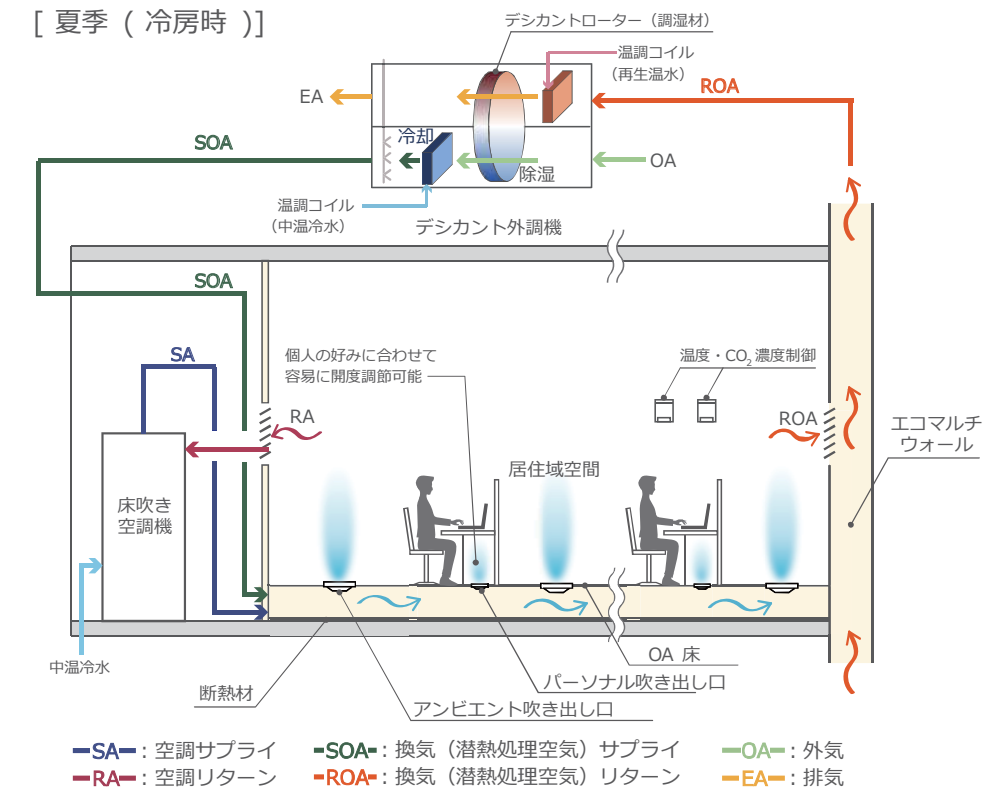 [ 夏季 ( 冷房時 )]
デシカントローター（調湿材）
温調コイル
（再生温水）
EA
ROA
SOA
冷却
OA
除湿
温調コイル
（中温冷水）
デシカント外調機
SOA
SA
個人の好みに合わせて
容易に開度調節可能
温度・CO2 濃度制御
RA
ROA
エコマルチ
ウォール
居住域空間
床吹き
空調機
中温冷水
OA 床
パーソナル吹き出し口
断熱材
アンビエント吹き出し口
SA：空調サプライ
SOA：換気（潜熱処理空気）サプライ
OA：外気
RA：空調リターン
ROA：換気（潜熱処理空気）リターン
EA：排気